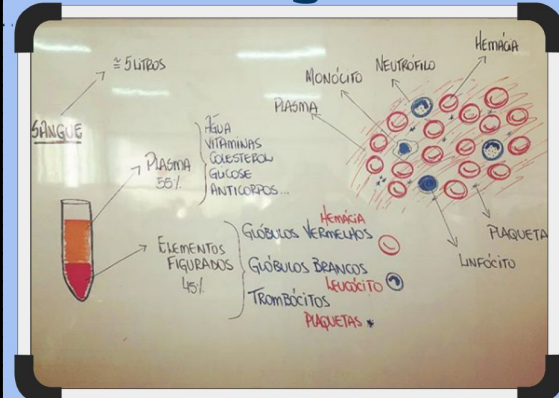 ≅ 5 LITROS
SANGUE
PLASMA
55%
ÁGUA
VITAMINAS
COLESTEROL
GLICOSE
ANTICORPOS...
ELEMENTOS
FIGURADOS
45%
HEMÁCIA
GLÓBULOS VERMELHOS
GLÓBULOS BRANCOS
LEUCÓCITO
TROMBÓCITOS
PLAQUETAS
HEMÁCIA
NEUTRÓFILO
MONÓCITO
PLASMA
PLAQUETA
LINFÓCITO